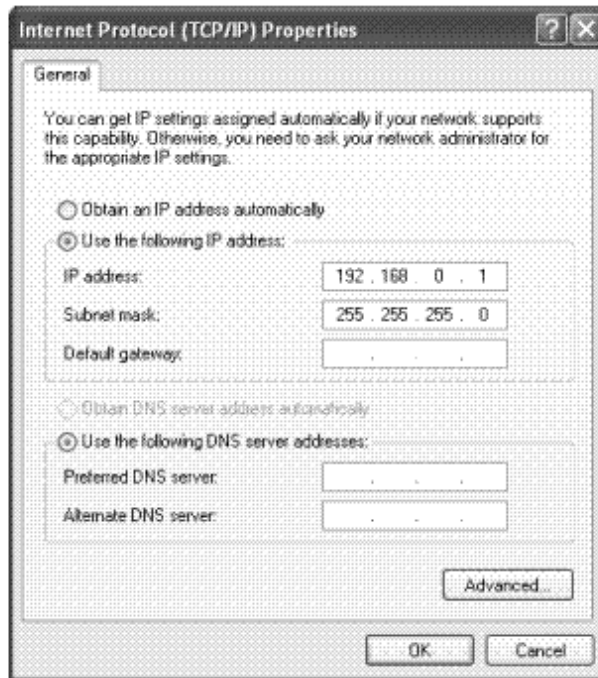 Internet Protocol (TCP/IP) Properties
General
You can get IP settings assigned automatically if your network supports
this capability. Otherwise, you need to ask your network administrator for
the appropriate IP settings.
Obtain an IP address automatically
Use the following IP address:
IP address: 192 . 168 . 0 . 1
Subnet mask: 255 . 255 . 255 . 0
Default gateway: . . .
Obtain DNS server address automatically
Use the following DNS server addresses:
Preferred DNS server: . . .
Alternate DNS server: . . .
Advanced...
OK Cancel